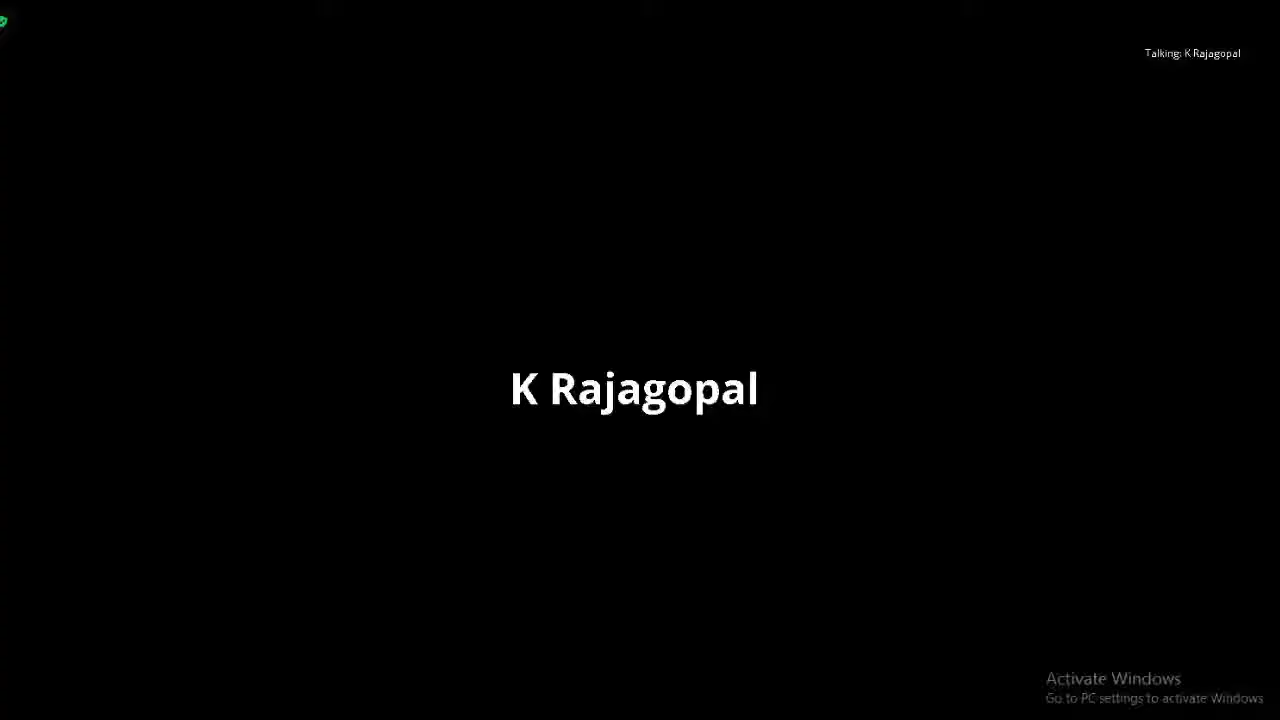 Talking: K Rajagopal
K Rajagopal
Activate Windows
Go to PC settings to activate Windows